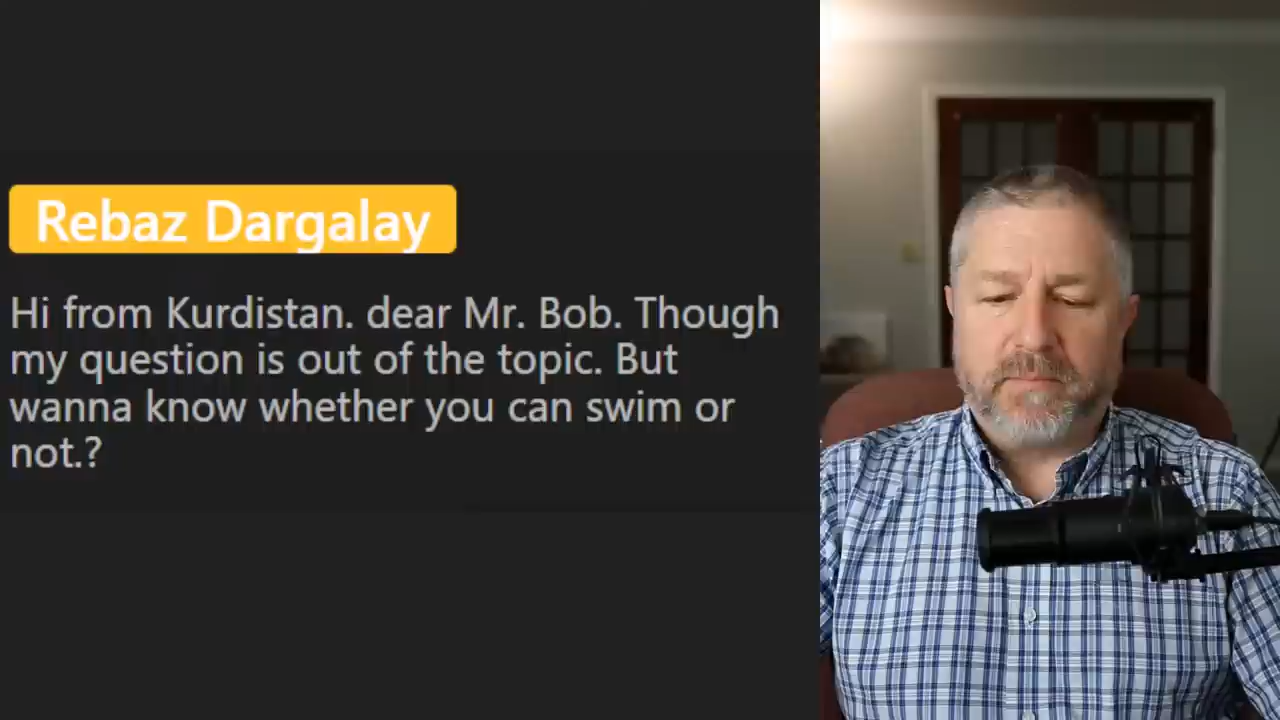 Rebaz Dargalay
Hi from Kurdistan. dear Mr. Bob. Though
my question is out of the topic. But
wanna know whether you can swim or
not.?